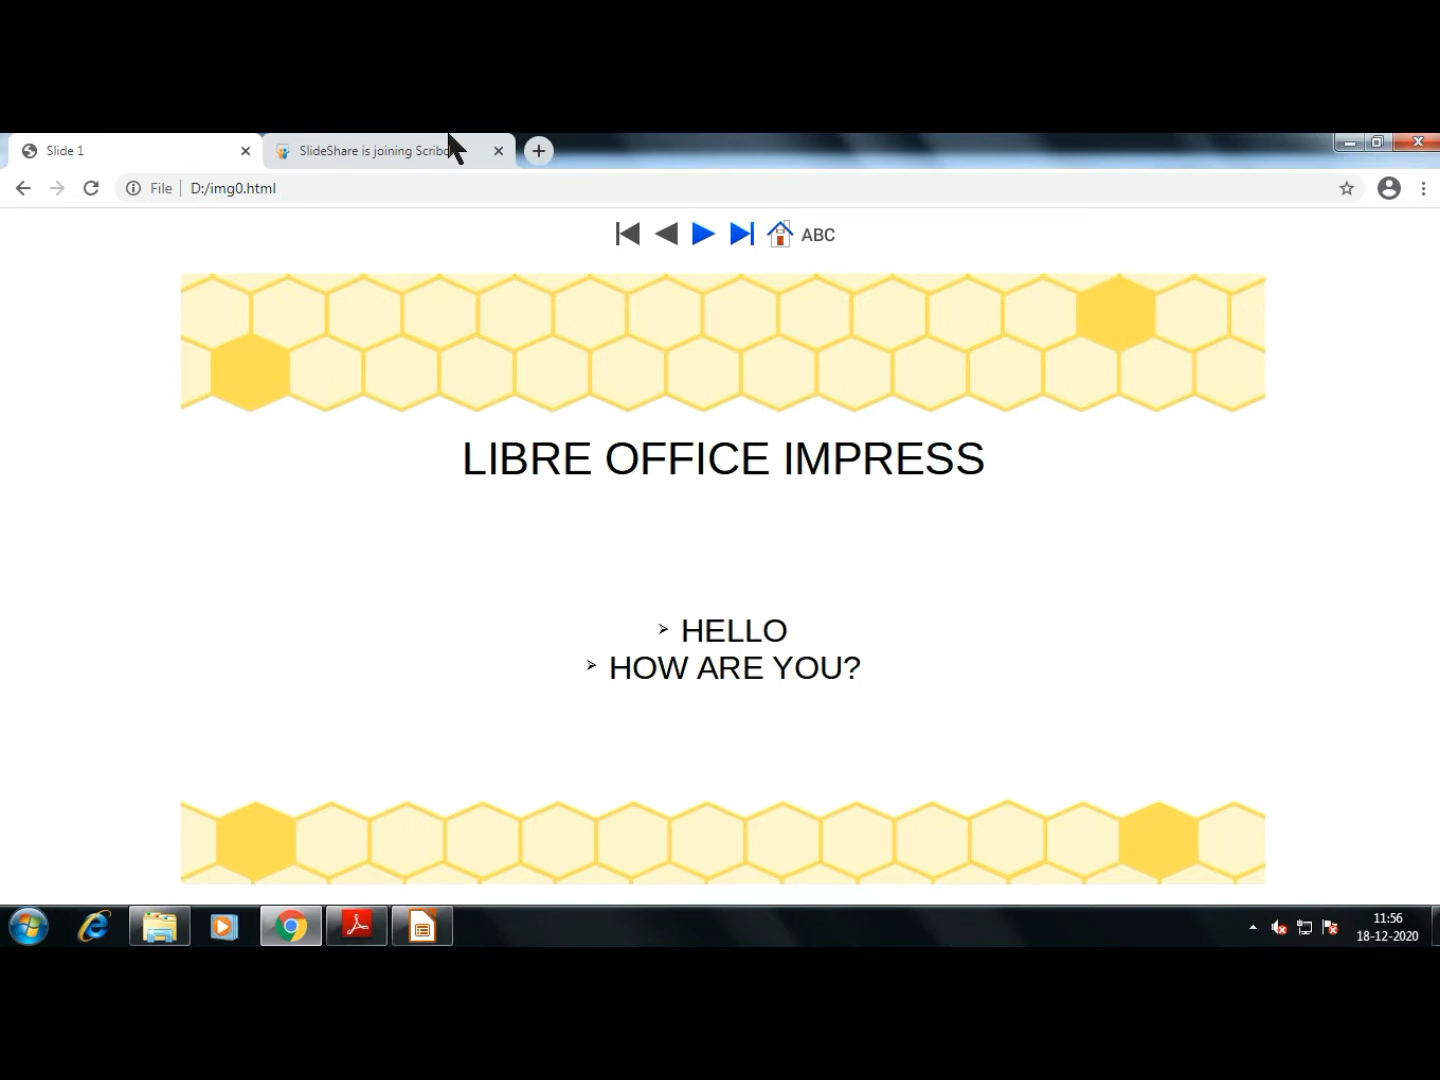 Slide 1
SlideShare is joining Scribd
File D:/img0.html
ABC
LIBRE OFFICE IMPRESS
➢ HELLO
➢ HOW ARE YOU?
11:56
18-12-2020